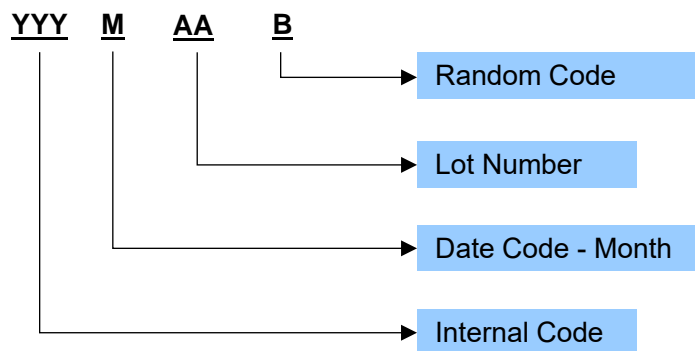 YYY M AA B
Random Code
Lot Number
Date Code - Month
Internal Code